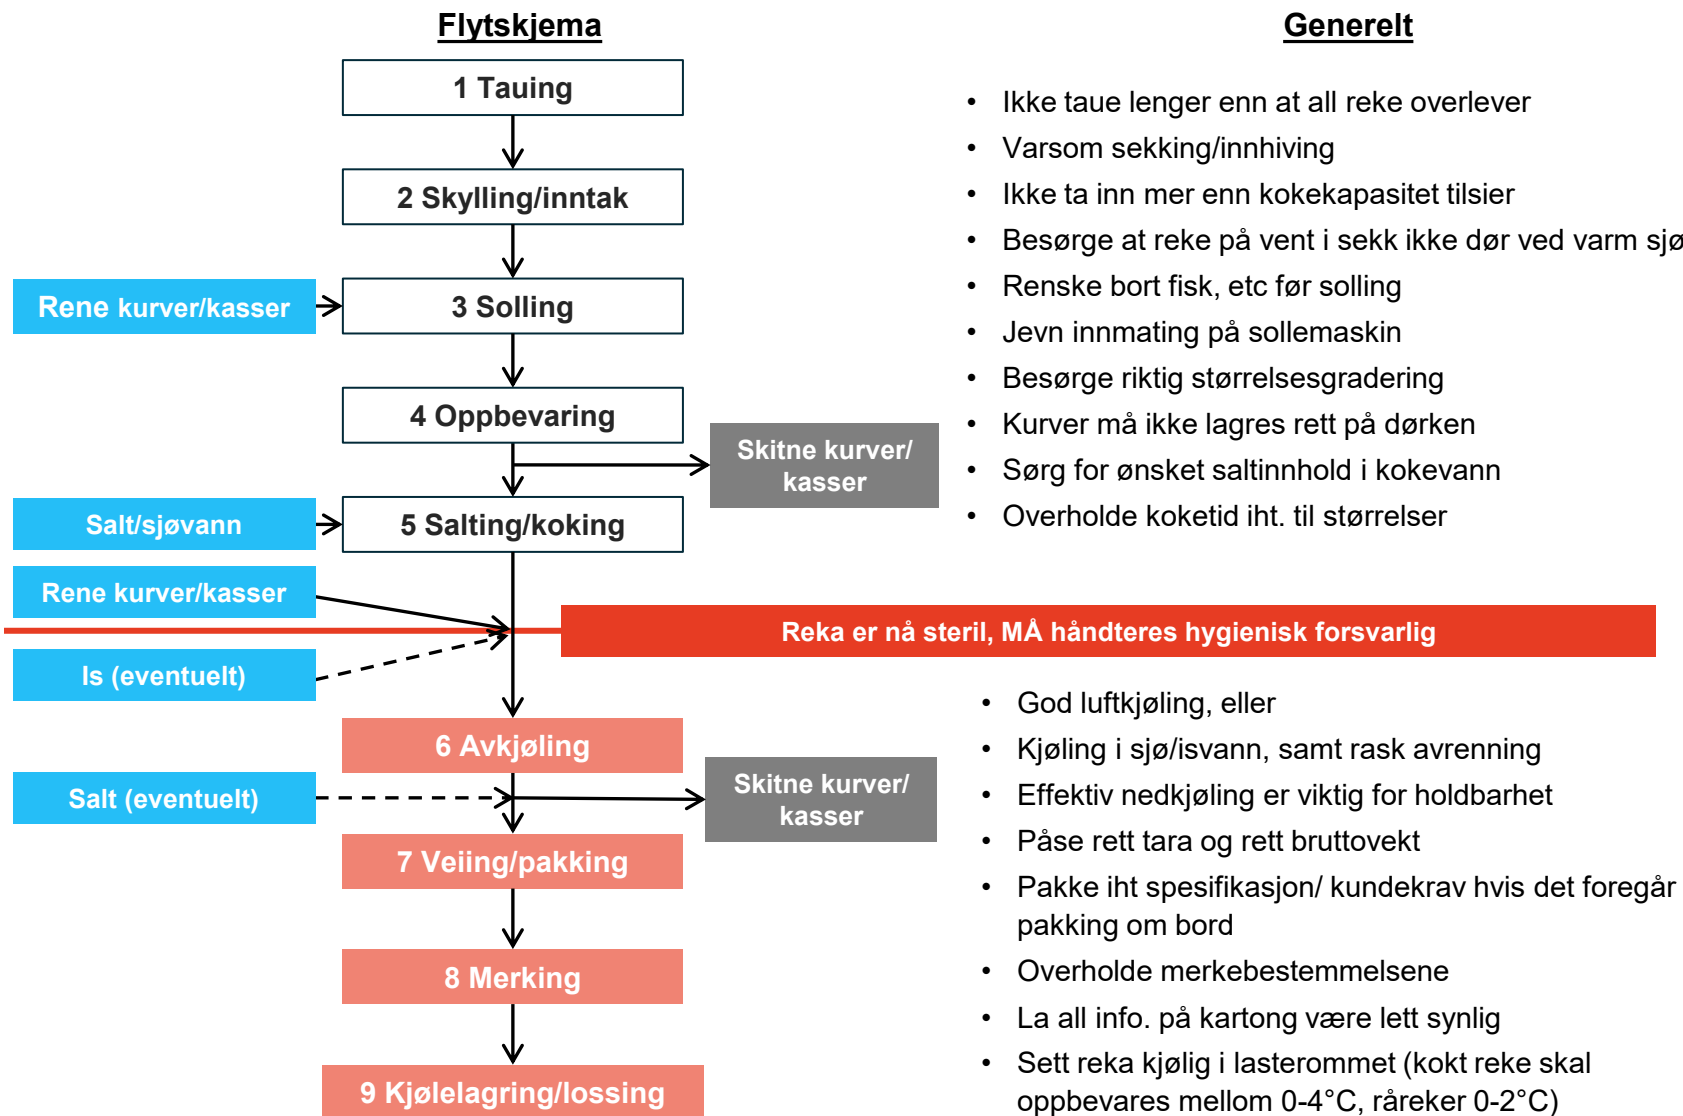 Flytskjema
1 Tauing
2 Skylling/inntak
Rene kurver/kasser
3 Solling
4 Oppbevaring
Skitne kurver/
kasser
Salt/sjøvann
5 Salting/koking
Rene kurver/kasser
Reka er nå steril, MÅ håndteres hygienisk forsvarlig
Is (eventuelt)
6 Avkjøling
Salt (eventuelt)
Skitne kurver/
kasser
7 Veiing/pakking
8 Merking
9 Kjølelagring/lossing
Generelt
• Ikke taue lenger enn at all reke overlever
• Varsom sekking/innhiving
• Ikke ta inn mer enn kokekapasitet tilsier
• Besørge at reke på vent i sekk ikke dør ved varm sjø
• Renske bort fisk, etc før solling
• Jevn innmating på sollemaskin
• Besørge riktig størrelsesgradering
• Kurver må ikke lagres rett på dørken
• Sørg for ønsket saltinnhold i kokevann
• Overholde koketid iht. til størrelser
• God luftkjøling, eller
• Kjøling i sjø/isvann, samt rask avrenning
• Effektiv nedkjøling er viktig for holdbarhet
• Påse rett tara og rett bruttovekt
• Pakke iht spesifikasjon/ kundekrav hvis det foregår
pakking om bord
• Overholde merkebestemmelsene
• La all info. på kartong være lett synlig
• Sett reka kjølig i lasterommet (kokt reke skal
oppbevares mellom 0-4°C, råreker 0-2°C)